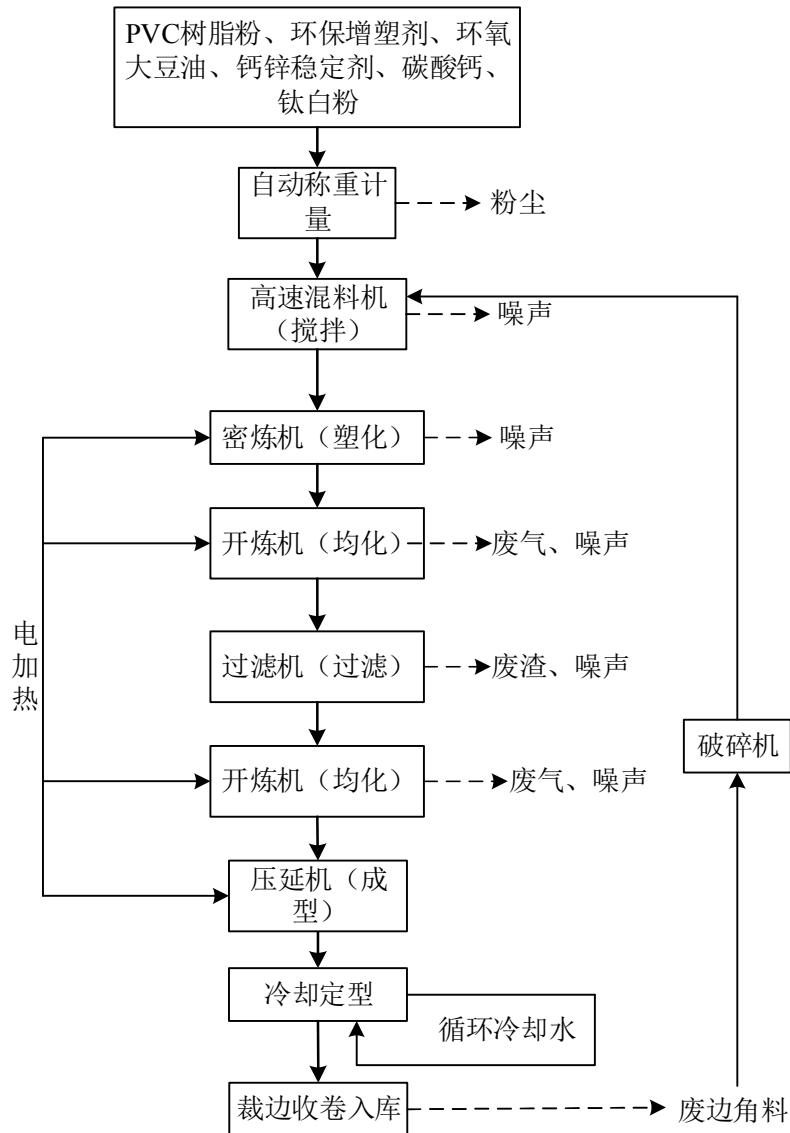 PVC树脂粉、环保增塑剂、环氧
大豆油、钙锌稳定剂、碳酸钙、
钛白粉
自动称重计
量
粉尘
高速混料机
（搅拌）
噪声
密炼机（塑化）
噪声
开炼机（均化）
废气、噪声
电
加
热
过滤机（过滤）
废渣、噪声
破碎机
开炼机（均化）
废气、噪声
压延机（成
型）
冷却定型
循环冷却水
裁边收卷入库
废边角料